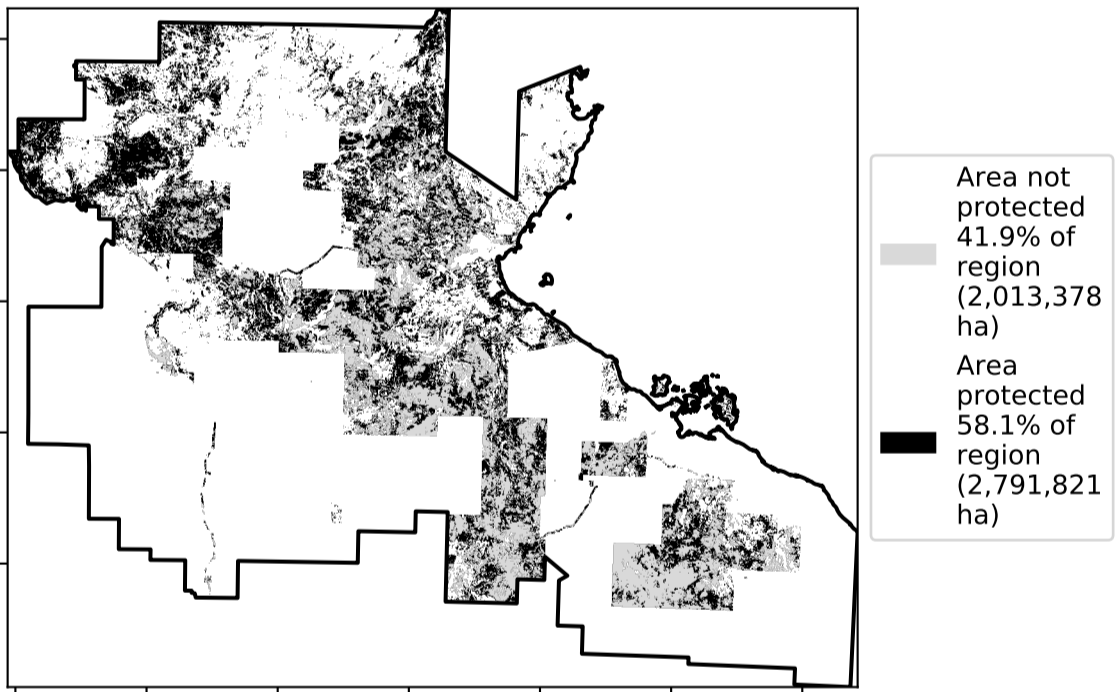 Area not
protected
41.9% of
region
(2,013,378
ha)
Area
protected
58.1% of
region
(2,791,821
ha)